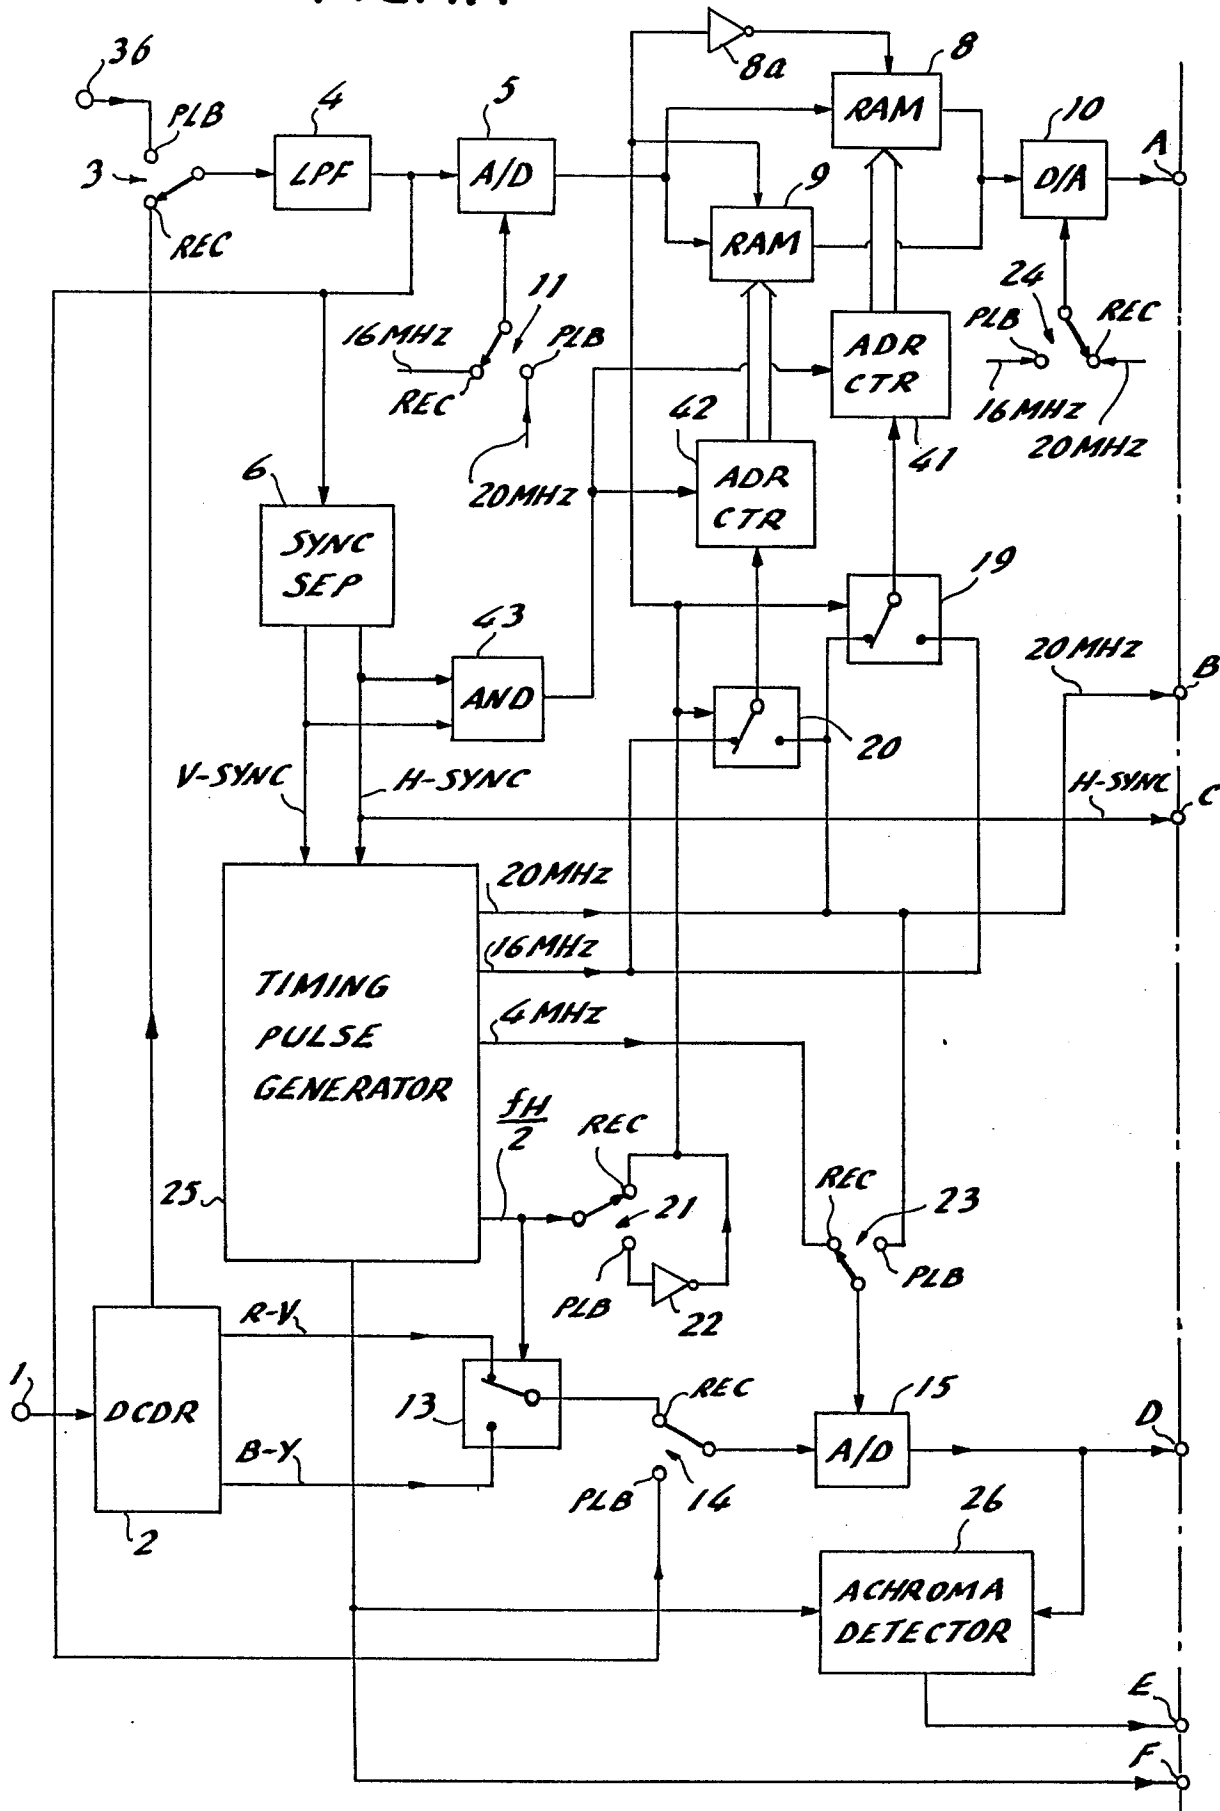 36
PLB
3
REC
4
LPF
5
A/D
8a
8
RAM
9
RAM
10
D/A
A
11
16MHz
REC
PLB
20MHz
24
PLB
REC
16MHz
20MHz
42
ADR
CTR
ADR
CTR
41
6
SYNC
SEP
43
AND
19
20
20MHz
B
V-SYNC
H-SYNC
H-SYNC
C
20MHz
16MHz
4MHz
TIMING
PULSE
GENERATOR
25
fH
2
REC
21
PLB
22
REC
23
PLB
1
DCDR
2
R-V
B-Y
13
REC
14
PLB
15
A/D
D
26
ACHROMA
DETECTOR
E
F